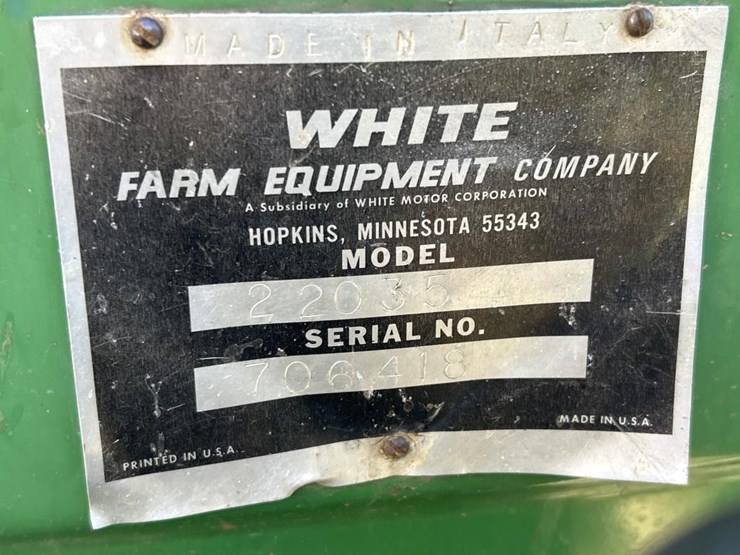 MADE IN ITALY
WHITE
FARM EQUIPMENT COMPANY
A Subsidiary of WHITE MOTOR CORPORATION
HOPKINS, MINNESOTA 55343
MODEL
22035
SERIAL NO.
706418
MADE IN U.S.A.
PRINTED IN U.S.A.